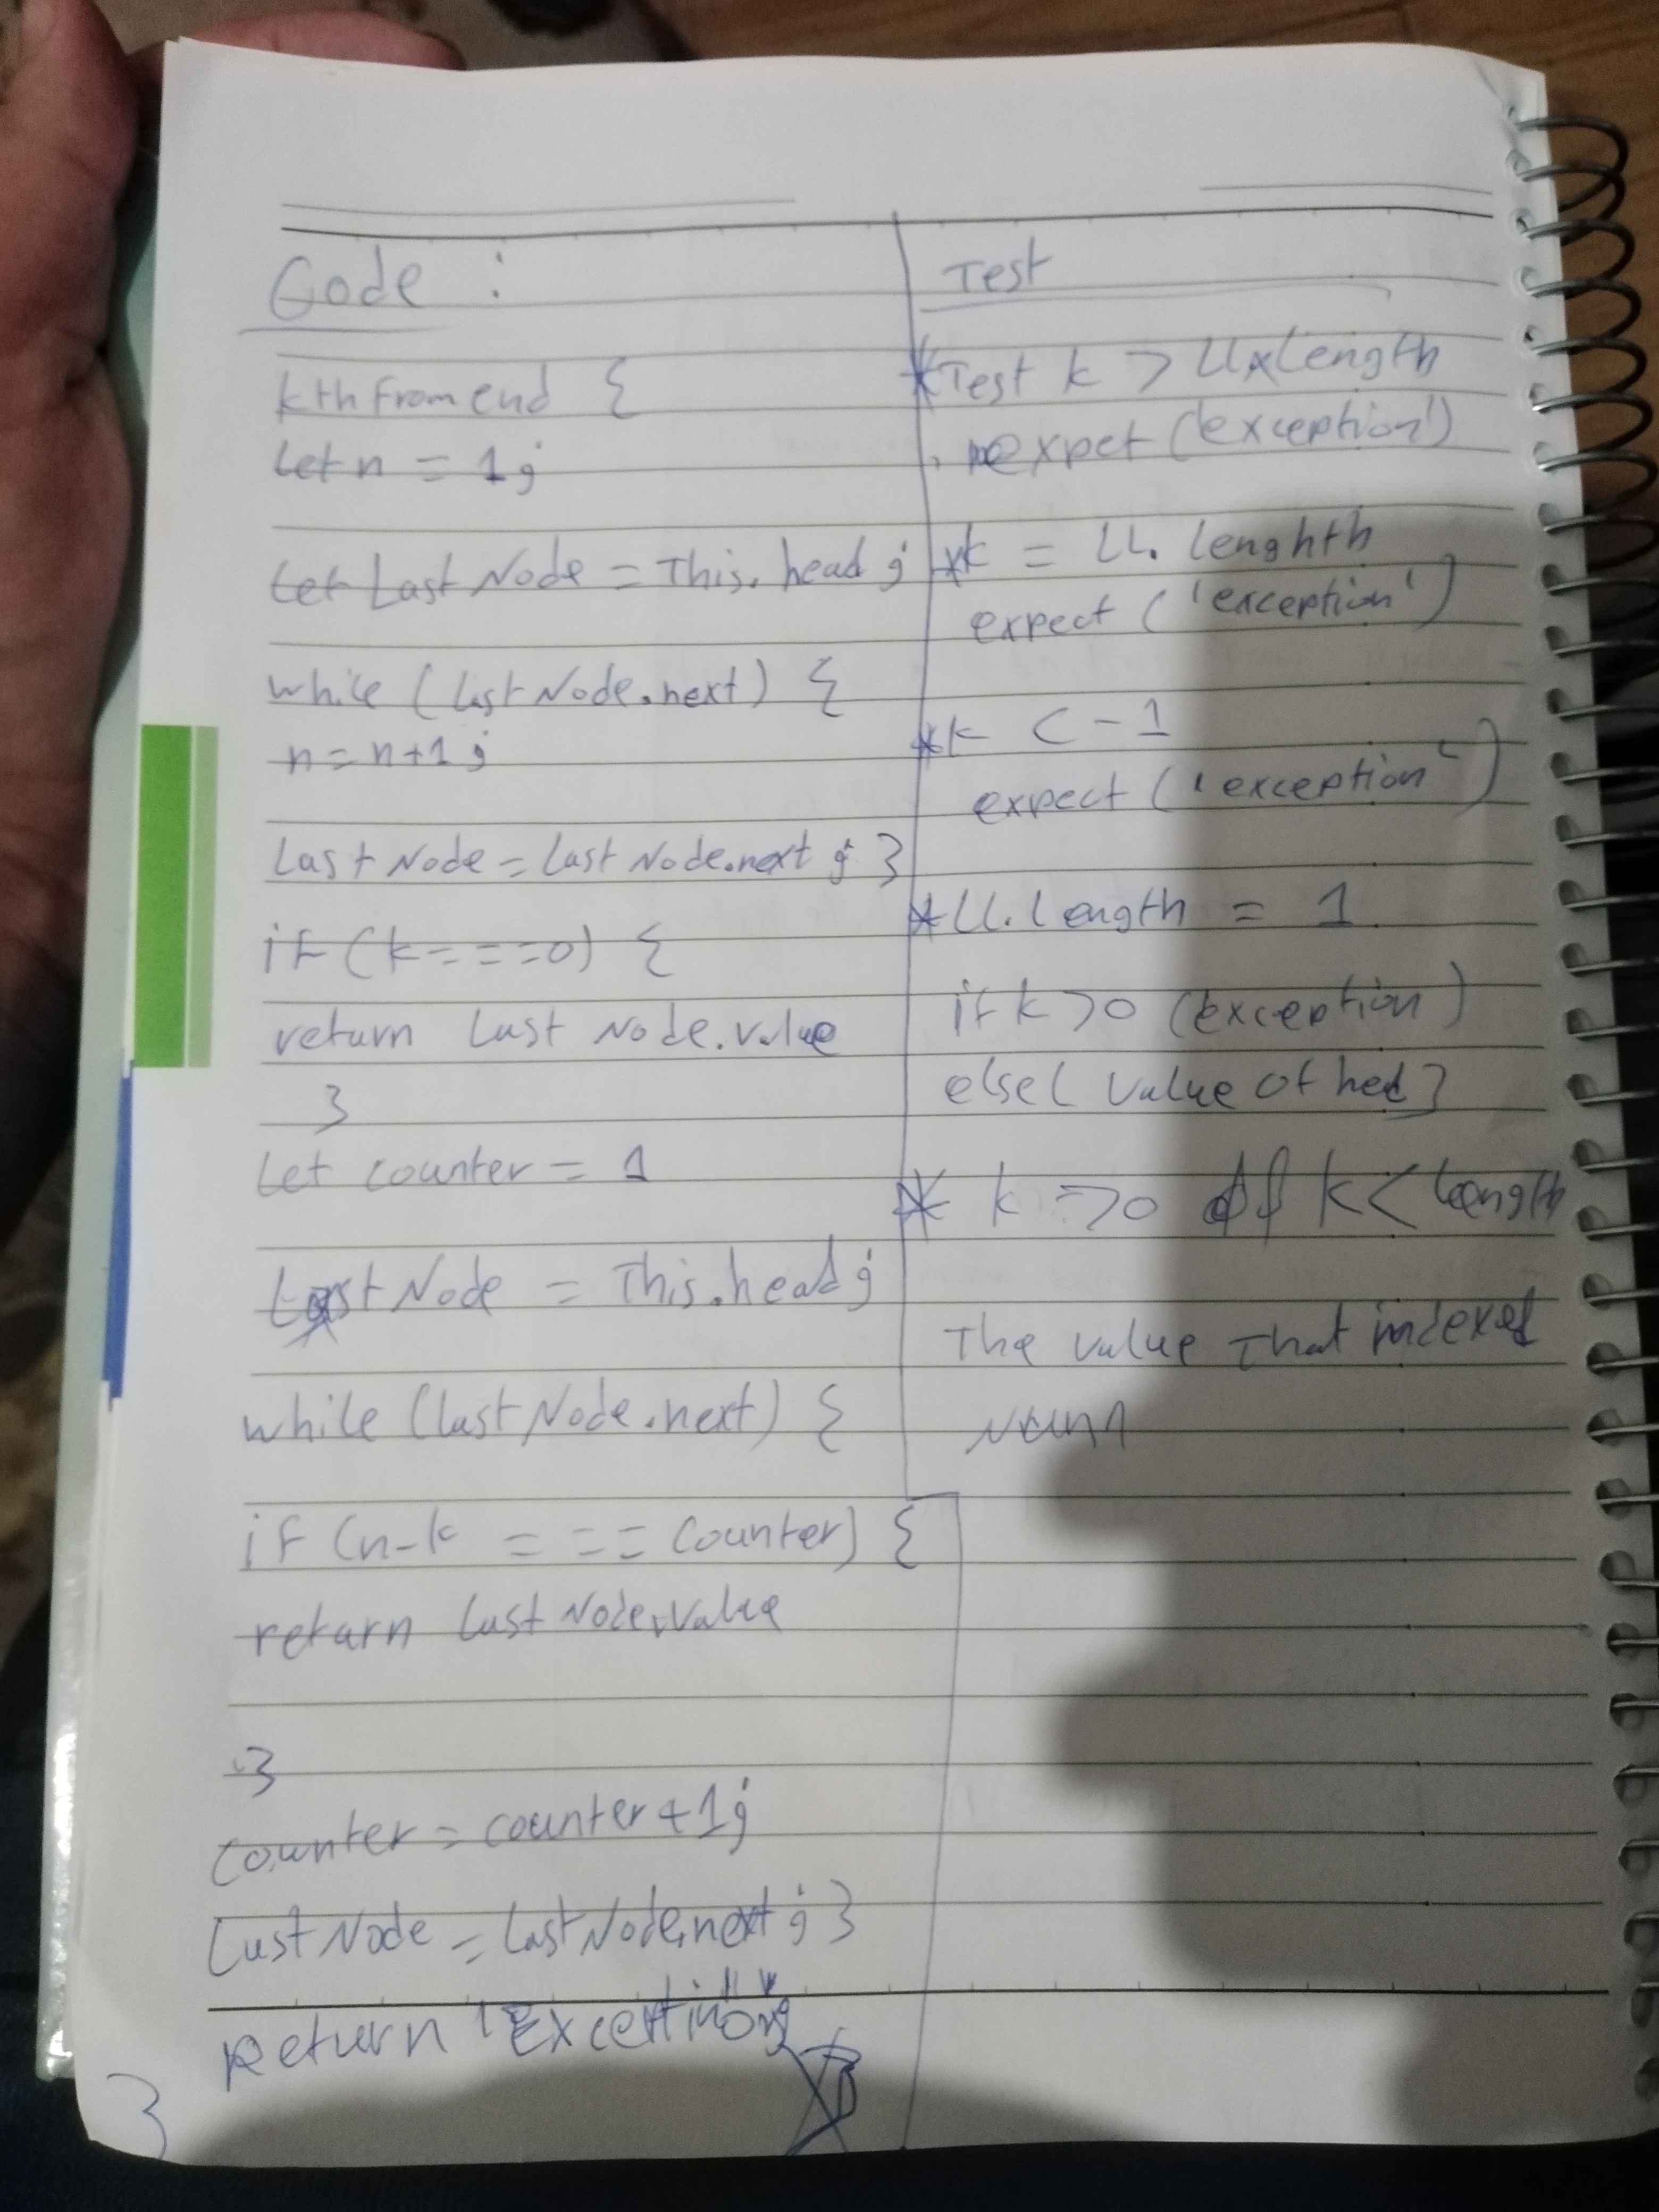 Code :
kthFromend {
let n = 1;
let Last Node = This. head ;
while (last Node.next) {
n = n+1 ;
Last Node = last Node.next ; }
if (k===0) {
return Last Node.value
}
Let counter = 1
LastNode = This.head;
while (last Node.next) {
if (n-k === counter) {
return last Node.value
}
counter = counter+1;
Last Node = last Node.next ; }
Return "Exception"
}
Test
*Test k > LL length
expet (exception')
*k = LL. lenghth
expect ('exception')
*k < -1
expect ('exception')
*LL.length = 1
if k >0 (exception)
else( value of hed}
* k =>0 k < length
The value that indexed